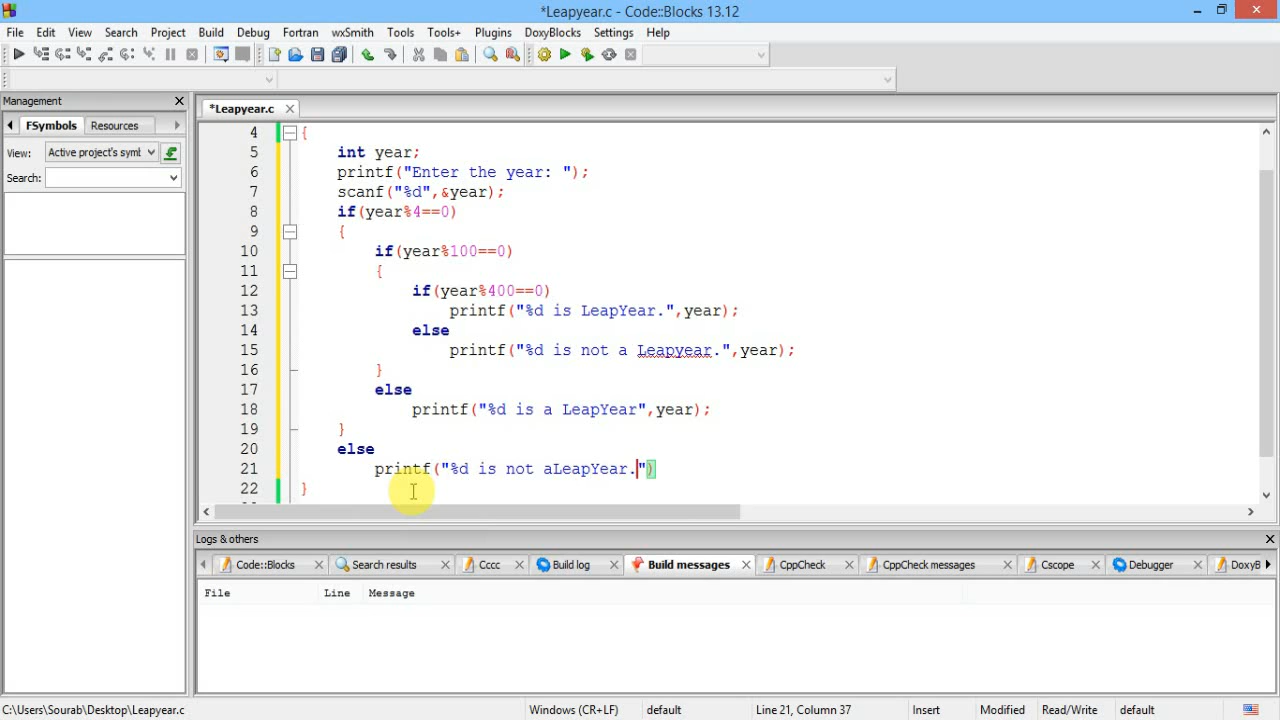 *Leapyear.c - Code::Blocks 13.12
File Edit View Search Project Build Debug Fortran wxSmith Tools Tools+ Plugins DoxyBlocks Settings Help
Management
*Leapyear.c
FSymbols Resources
View: Active project's symb
Search:
4 {
5 int year;
6 printf("Enter the year: ");
7 scanf("%d",&year);
8 if(year%4==0)
9 {
10 if(year%100==0)
11 {
12 if(year%400==0)
13 printf("%d is LeapYear.",year);
14 else
15 printf("%d is not a Leapyear.",year);
16 }
17 else
18 printf("%d is a LeapYear",year);
19 }
20 else
21 printf("%d is not aLeapYear.")
22 }
Logs & others
Code::Blocks Search results Cccc Build log Build messages CppCheck CppCheck messages Cscope Debugger DoxyB
File Line Message
C:\Users\Sourab\Desktop\Leapyear.c Windows (CR+LF) default Line 21, Column 37 Insert Modified Read/Write default